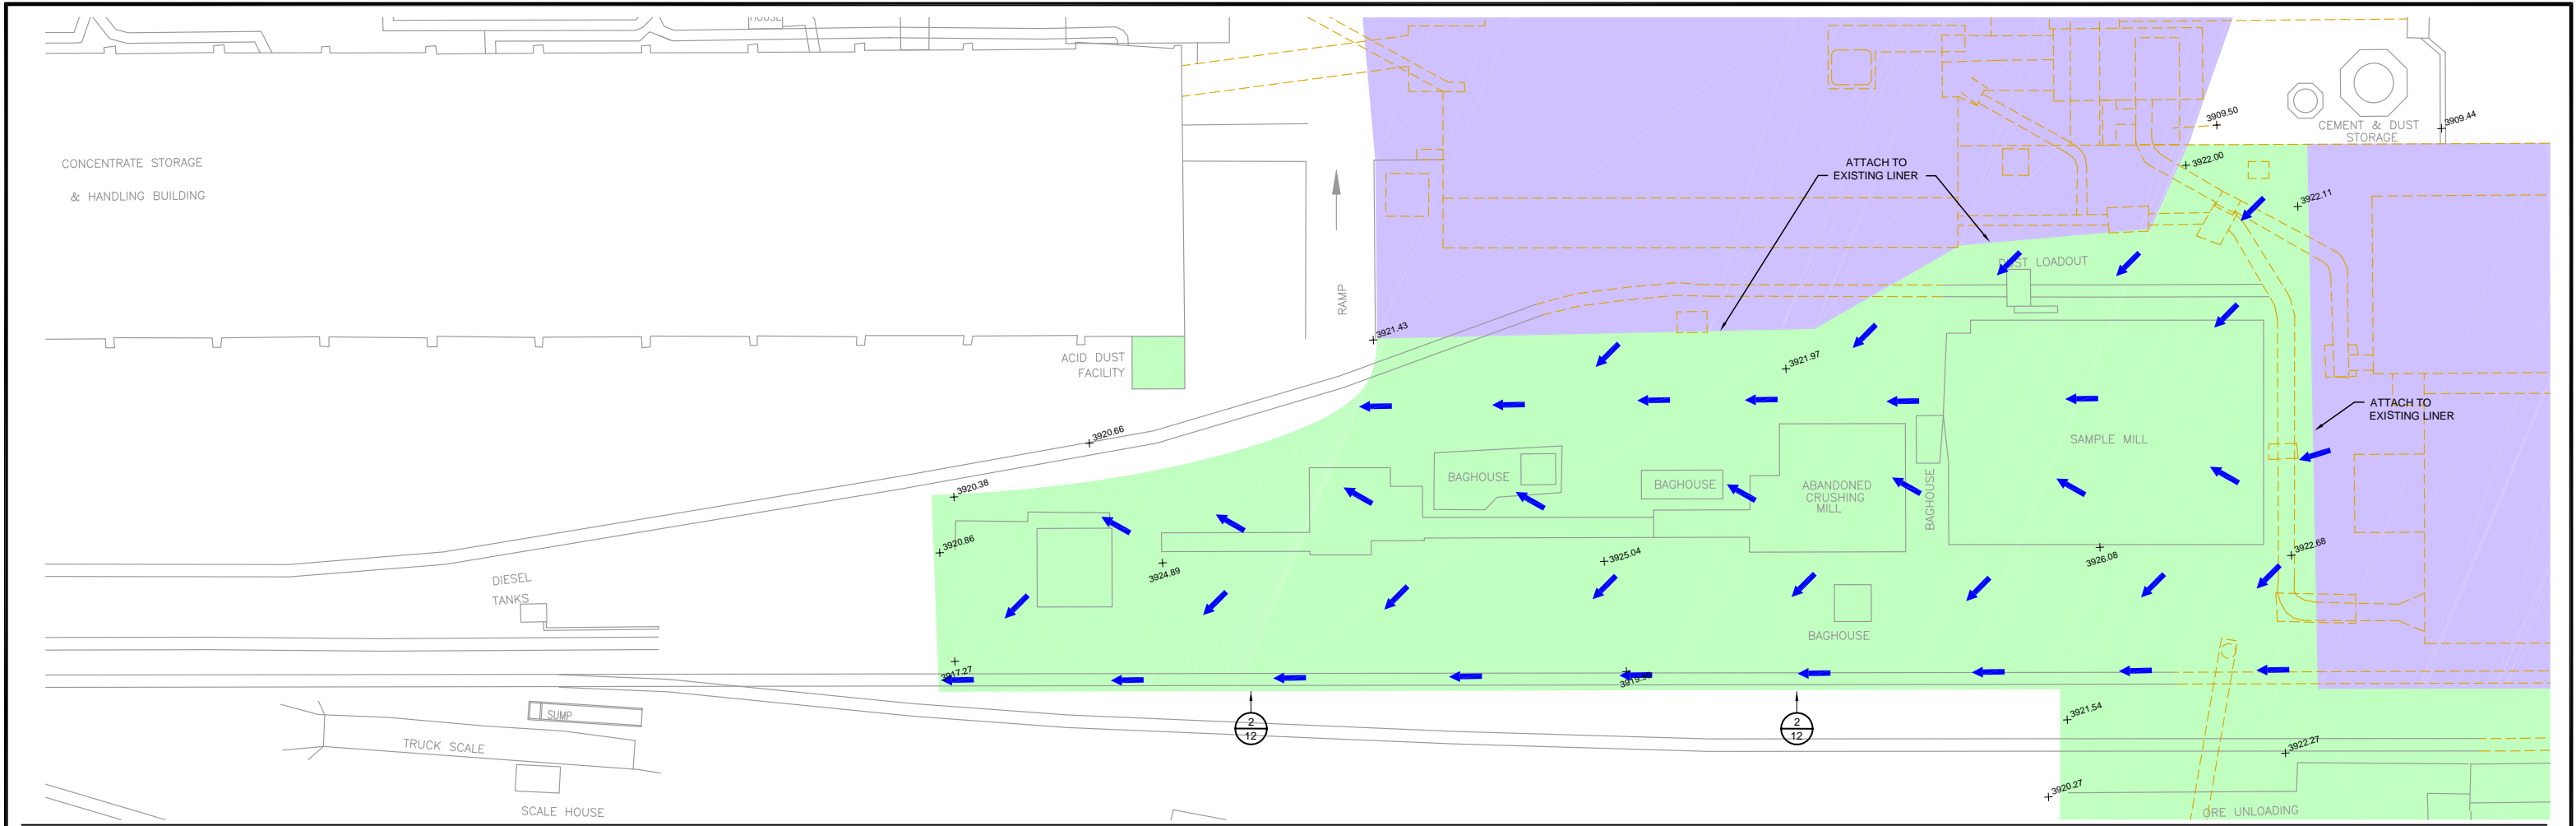 HOUSE
CONCENTRATE STORAGE
& HANDLING BUILDING
RAMP
ACID DUST
FACILITY
ATTACH TO
EXISTING LINER
3909.50
3909.44
CEMENT & DUST
STORAGE
3922.00
3922.11
DUST LOADOUT
3921.43
3921.97
3920.66
3920.38
3920.86
ATTACH TO
EXISTING LINER
SAMPLE MILL
BAGHOUSE
BAGHOUSE
ABANDONED
CRUSHING
MILL
BAGHOUSE
3924.89
3925.04
3926.08
3922.68
DIESEL
TANKS
BAGHOUSE
3917.27
2
12
2
12
3921.54
3922.27
3920.27
SUMP
TRUCK SCALE
SCALE HOUSE
ORE UNLOADING